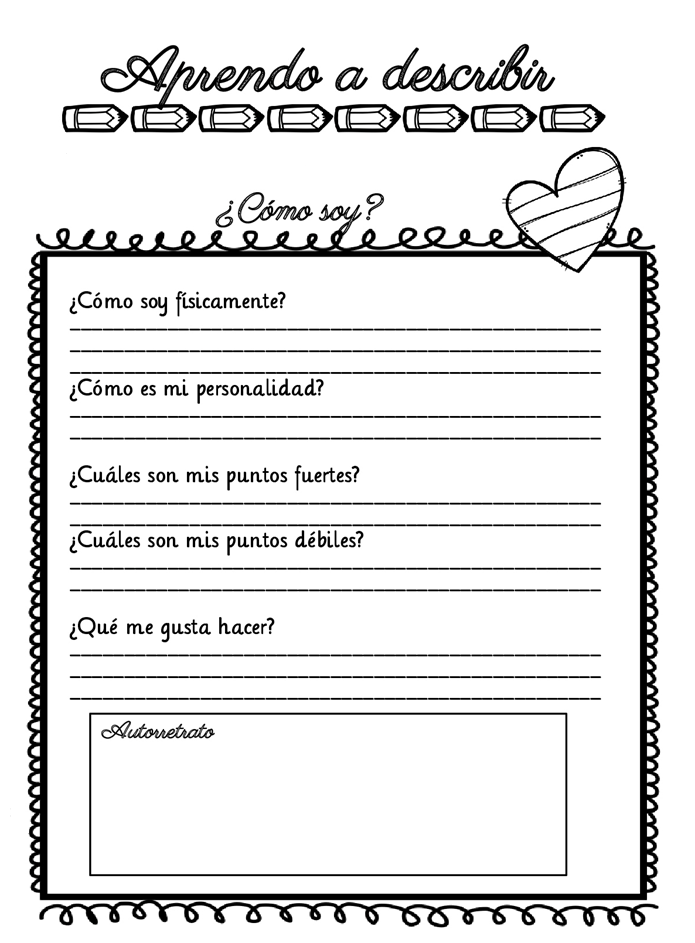 Aprendo a describir
¿Cómo soy?
¿Cómo soy físicamente?
¿Cómo es mi personalidad?
¿Cuáles son mis puntos fuertes?
¿Cuáles son mis puntos débiles?
¿Qué me gusta hacer?
Autorretrato